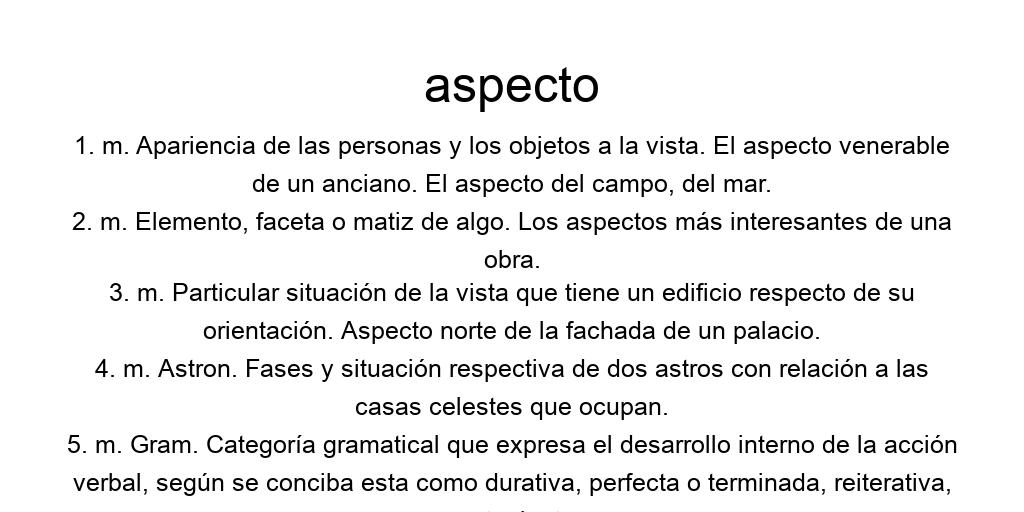 aspecto
1. m. Apariencia de las personas y los objetos a la vista. El aspecto venerable
de un anciano. El aspecto del campo, del mar.
2. m. Elemento, faceta o matiz de algo. Los aspectos más interesantes de una
obra.
3. m. Particular situación de la vista que tiene un edificio respecto de su
orientación. Aspecto norte de la fachada de un palacio.
4. m. Astron. Fases y situación respectiva de dos astros con relación a las
casas celestes que ocupan.
5. m. Gram. Categoría gramatical que expresa el desarrollo interno de la acción
verbal, según se conciba esta como durativa, perfecta o terminada, reiterativa,